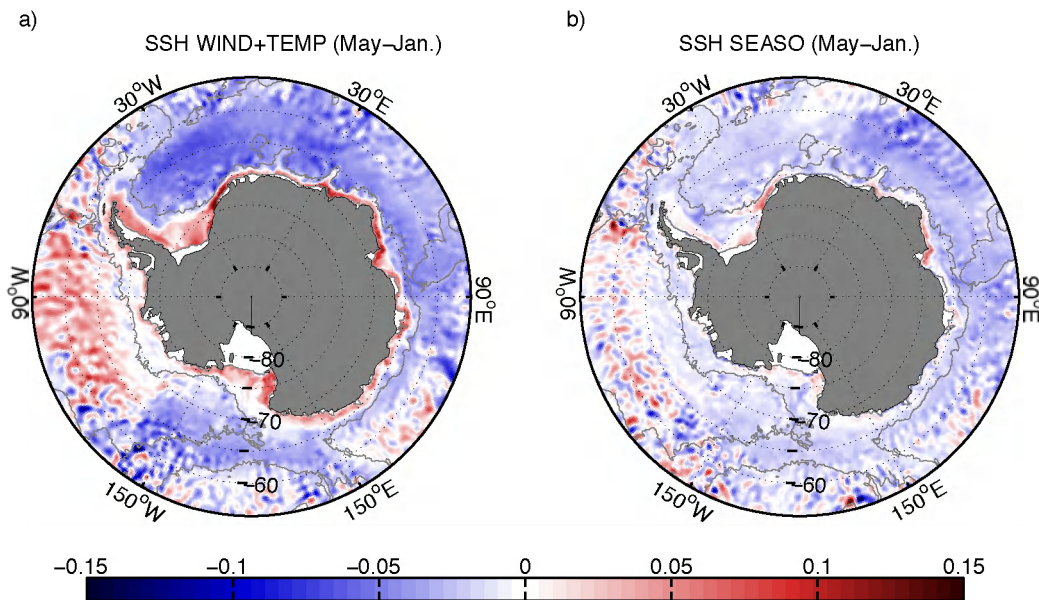 a)
b)
SSH WIND+TEMP (May–Jan.)
SSH SEASO (May–Jan.)
30°W
30°E
30°W
30°E
90°W
90°E
90°W
90°E
–80
–80
–70
–70
–60
–60
150°W
150°E
150°W
150°E
–0.15
–0.1
–0.05
0
0.05
0.1
0.15